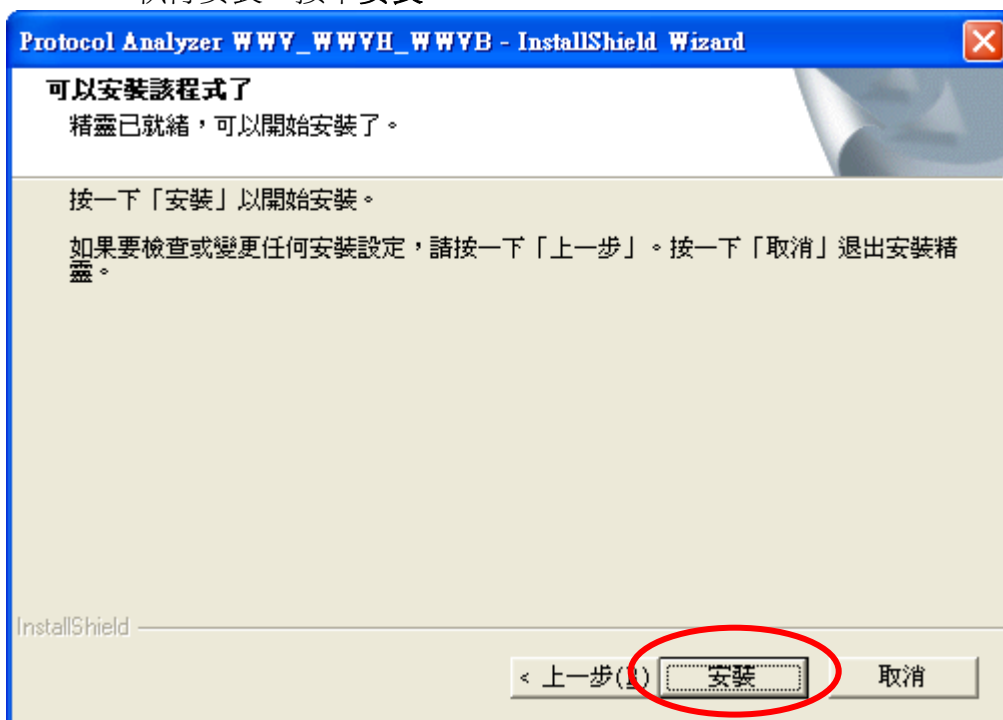 Protocol Analyzer WWY_WWYH_WWYB - InstallShield Wizard
可以安裝該程式了
精靈已就緒，可以開始安裝了。
按一下「安裝」以開始安裝。
如果要檢查或變更任何安裝設定，請按一下「上一步」。按一下「取消」退出安裝精
靈。
InstallShield
< 上一步(B) 安裝 取消